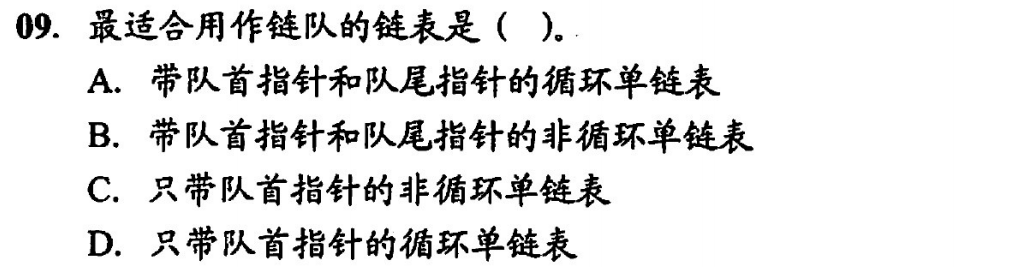 09. 最适合用作链队的链表是（ ）。
A. 带队首指针和队尾指针的循环单链表
B. 带队首指针和队尾指针的非循环单链表
C. 只带队首指针的非循环单链表
D. 只带队首指针的循环单链表